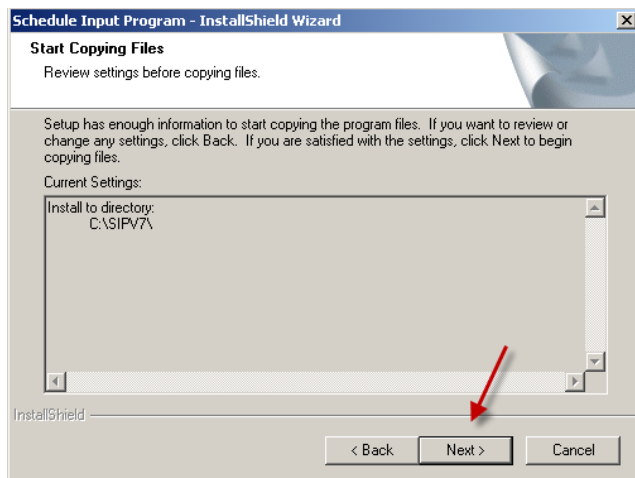 Schedule Input Program - InstallShield Wizard
Start Copying Files
Review settings before copying files.
Setup has enough information to start copying the program files.  If you want to review or
change any settings, click Back.  If you are satisfied with the settings, click Next to begin
copying files.
Current Settings:
Install to directory:
C:\SIPV7\
InstallShield
< Back
Next >
Cancel